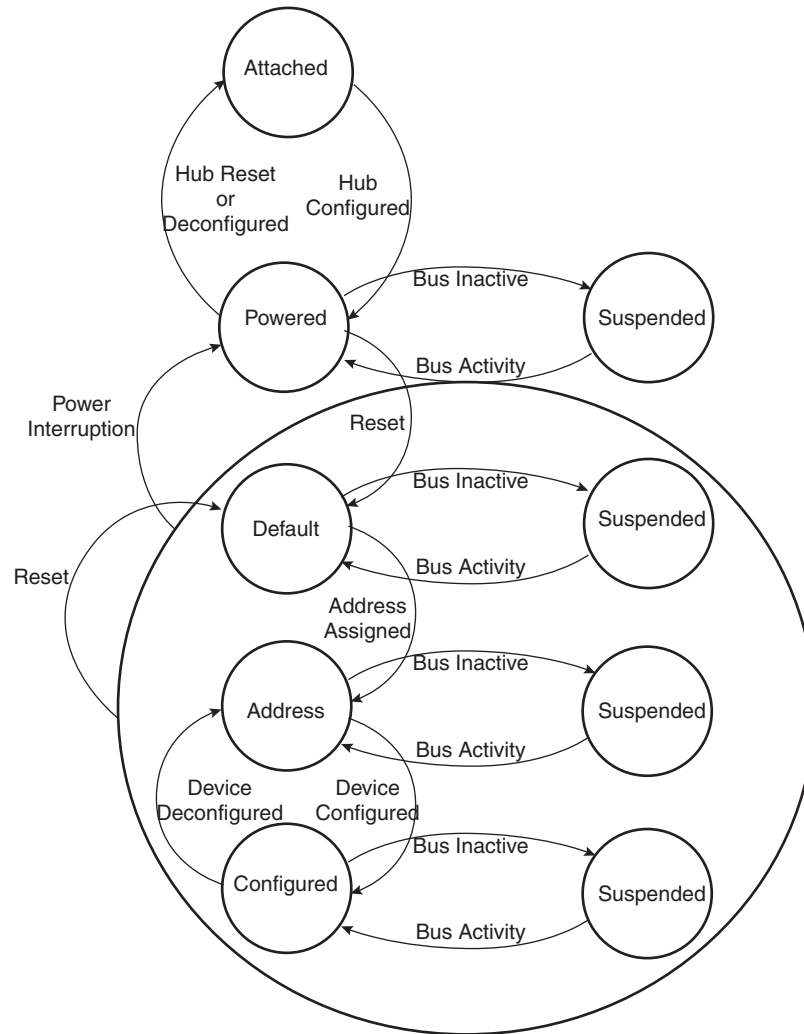 Attached
Hub Reset
or
Deconfigured
Hub
Configured
Powered
Bus Inactive
Suspended
Bus Activity
Power
Interruption
Reset
Default
Bus Inactive
Suspended
Bus Activity
Reset
Address
Assigned
Address
Bus Inactive
Suspended
Bus Activity
Device
Deconfigured
Device
Configured
Configured
Bus Inactive
Suspended
Bus Activity